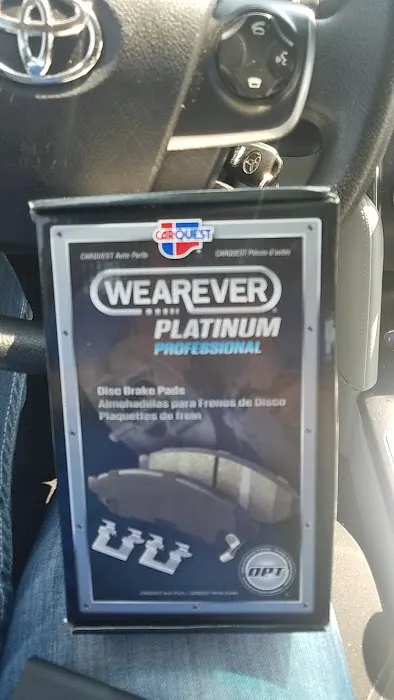 CARQUEST
CARQUEST Auto Parts
CARQUEST Pièces d'auto
WEAREVER
PLATINUM
PROFESSIONAL
Disc Brake Pads
Almohadillas para Frenos de Disco
Plaquettes de frein
OPT